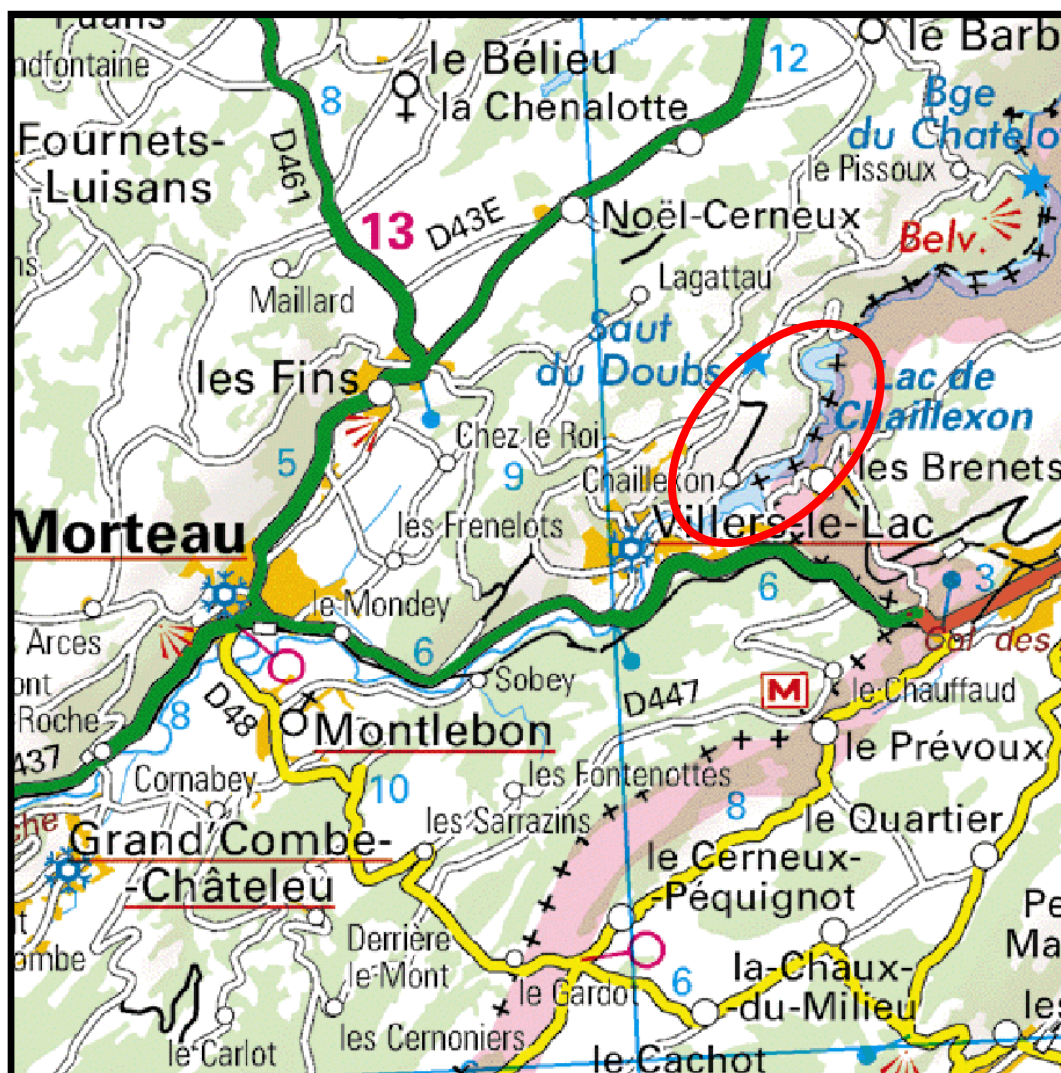 le Barb
ndfontaine
le Bélieu
la Chenalotte
12
8
D461
Bge
du Chatelo
Fournets-
-Luisans
le Pissoux
13
D43E
Noël-Cerneux
Belv.
Maillard
Lagattau
Saut
du Doubs
les Fins
Lac de
Chaillexon
Chez le Roi
5
9
Chaillexon
les Brenets
Morteau
les Frenelots
Villers-le-Lac
3
6
le Mondey
Arces
6
Col des
Sobey
ont
D447
M
le Chauffaud
Roche
8
D48
Montlebon
le Prévoux
437
Cornabey
10
les Fontenottes
les Sarrazins
8
le Quartier
Grand'Combe-
-Châteleu
le Cerneux-
-Péquignot
ombe
Derrière
le-Mont
le Gardot
6
la-Chaux-
-du-Milieu
Pe
Ma
les Cernoniers
les
le Carlot
le Cachot